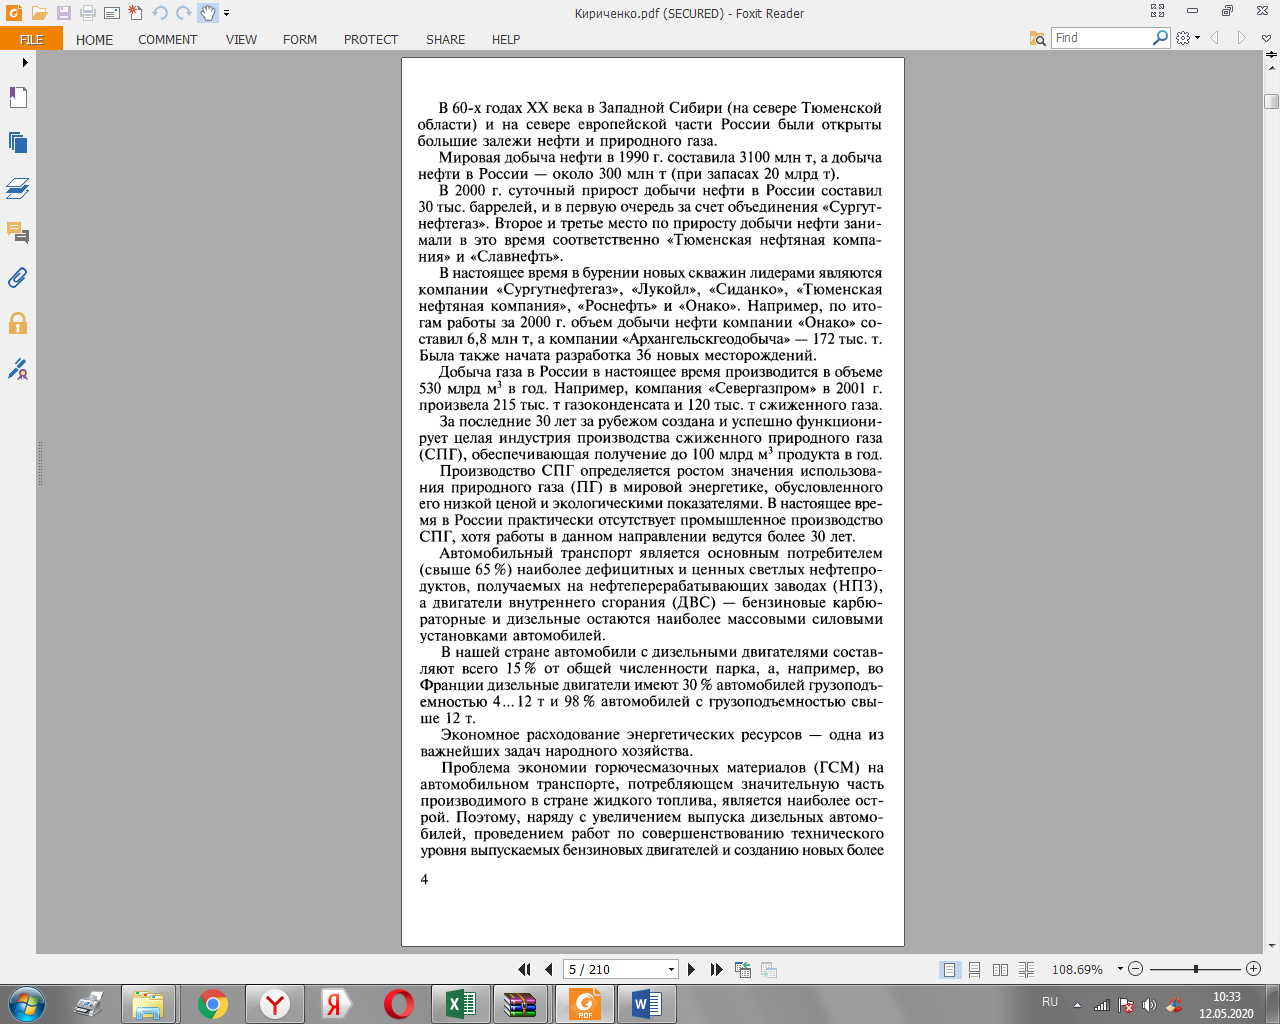 Кириченко.pdf (SECURED) - Foxit Reader
FILE HOME COMMENT VIEW FORM PROTECT SHARE HELP Find
В 60-х годах XX века в Западной Сибири (на севере Тюменской
области) и на севере европейской части России были открыты
большие залежи нефти и природного газа.
Мировая добыча нефти в 1990 г. составила 3100 млн т, а добыча
нефти в России — около 300 млн т (при запасах 20 млрд т).
В 2000 г. суточный прирост добычи нефти в России составил
30 тыс. баррелей, и в первую очередь за счет объединения «Сургут-
нефтегаз». Второе и третье место по приросту добычи нефти зани-
мали в это время соответственно «Тюменская нефтяная компа-
ния» и «Славнефть».
В настоящее время в бурении новых скважин лидерами являются
компании «Сургутнефтегаз», «Лукойл», «Сиданко», «Тюменская
нефтяная компания», «Роснефть» и «Онако». Например, по ито-
гам работы за 2000 г. объем добычи нефти компании «Онако» со-
ставил 6,8 млн т, а компании «Архангельскгеодобыча» — 172 тыс. т.
Была также начата разработка 36 новых месторождений.
Добыча газа в России в настоящее время производится в объеме
530 млрд м³ в год. Например, компания «Севергазпром» в 2001 г.
произвела 215 тыс. т газоконденсата и 120 тыс. т сжиженного газа.
За последние 30 лет за рубежом создана и успешно функциони-
рует целая индустрия производства сжиженного природного газа
(СПГ), обеспечивающая получение до 100 млрд м³ продукта в год.
Производство СПГ определяется ростом значения использова-
ния природного газа (ПГ) в мировой энергетике, обусловленного
его низкой ценой и экологическими показателями. В настоящее вре-
мя в России практически отсутствует промышленное производство
СПГ, хотя работы в данном направлении ведутся более 30 лет.
Автомобильный транспорт является основным потребителем
(свыше 65 %) наиболее дефицитных и ценных светлых нефтепро-
дуктов, получаемых на нефтеперерабатывающих заводах (НПЗ),
а двигатели внутреннего сгорания (ДВС) — бензиновые карбю-
раторные и дизельные остаются наиболее массовыми силовыми
установками автомобилей.
В нашей стране автомобили с дизельными двигателями состав-
ляют всего 15 % от общей численности парка, а, например, во
Франции дизельные двигатели имеют 30 % автомобилей грузоподъ-
емностью 4... 12 т и 98 % автомобилей с грузоподъемностью свы-
ше 12 т.
Экономное расходование энергетических ресурсов — одна из
важнейших задач народного хозяйства.
Проблема экономии горючесмазочных материалов (ГСМ) на
автомобильном транспорте, потребляющем значительную часть
производимого в стране жидкого топлива, является наиболее ост-
рой. Поэтому, наряду с увеличением выпуска дизельных автомо-
билей, проведением работ по совершенствованию технического
уровня выпускаемых бензиновых двигателей и созданию новых более
4
5 / 210 108.69%
RU 10:33
12.05.2020